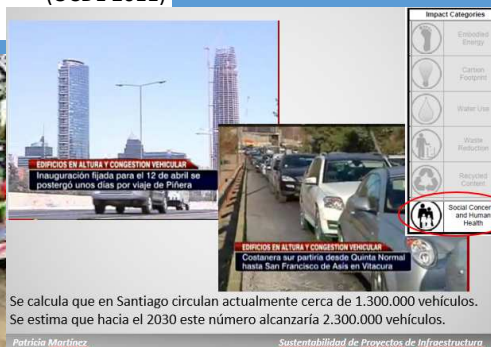 (OCDE 2011)
Impact Categories
Embodied
Energy
Carbon
Footprint
Water Use
Waste
Reduction
Recycled
Content
Social Concern
and Human
Health
EDIFICIOS EN ALTURA Y CONGESTION VEHICULAR
Inauguración fijada para el 12 de abril se
postergó unos días por viaje de Piñera
EDIFICIOS EN ALTURA Y CONGESTION VEHICULAR
Costanera sur partiría desde Quinta Normal
hasta San Francisco de Asís en Vitacura
Se calcula que en Santiago circulan actualmente cerca de 1.300.000 vehículos.
Se estima que hacia el 2030 este número alcanzaría 2.300.000 vehículos.
Patricia Martínez
Sustentabilidad de Proyectos de Infraestructura